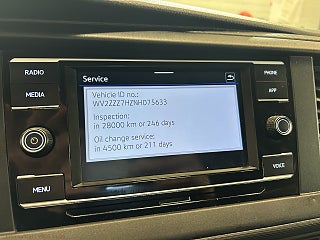 RADIO
MEDIA
MENU
Service
Vehicle ID no.:
WV2ZZZ7HZNH075633
Inspection:
in 28000 km or 246 days
Oil change service:
in 4500 km or 211 days
PHONE
APP
VOICE